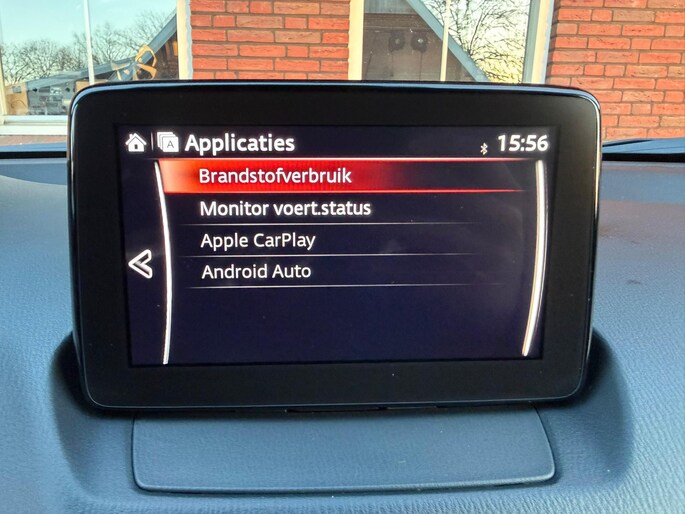 A Applicaties 15:56
Brandstofverbruik
Monitor voert.status
Apple CarPlay
Android Auto